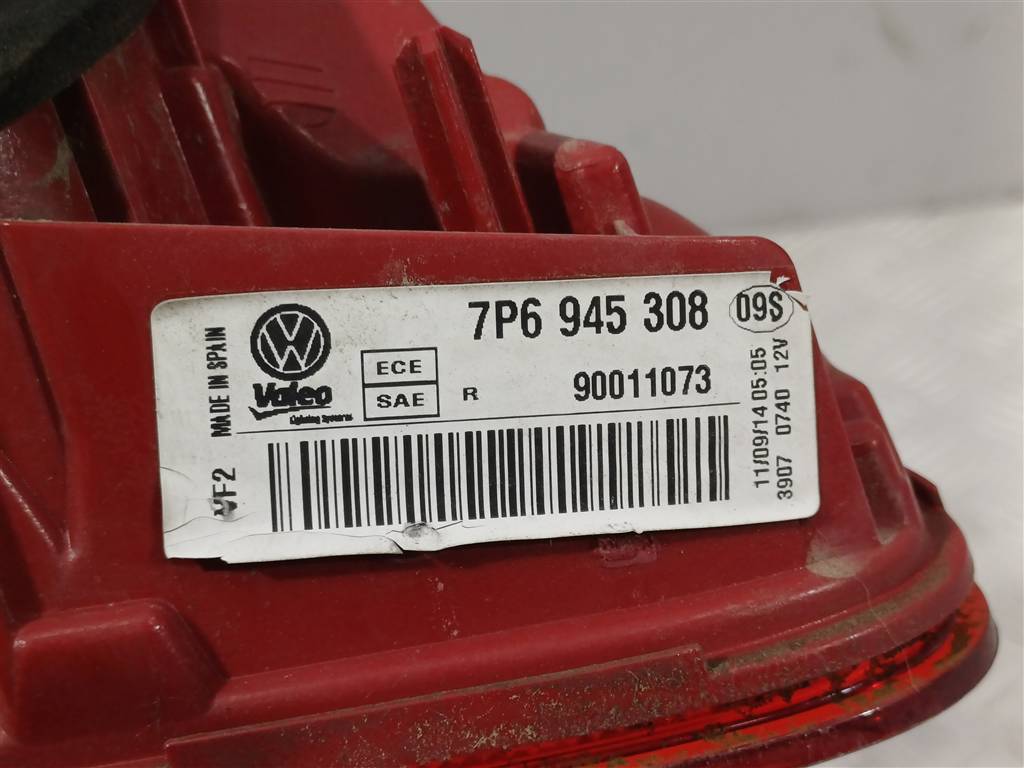 7P6 945 308 09S
MADE IN SPAIN
Valeo
Lighting Systems
ECE
SAE
R
90011073
VF2
11/09/14 05:05
3907 0740 12V